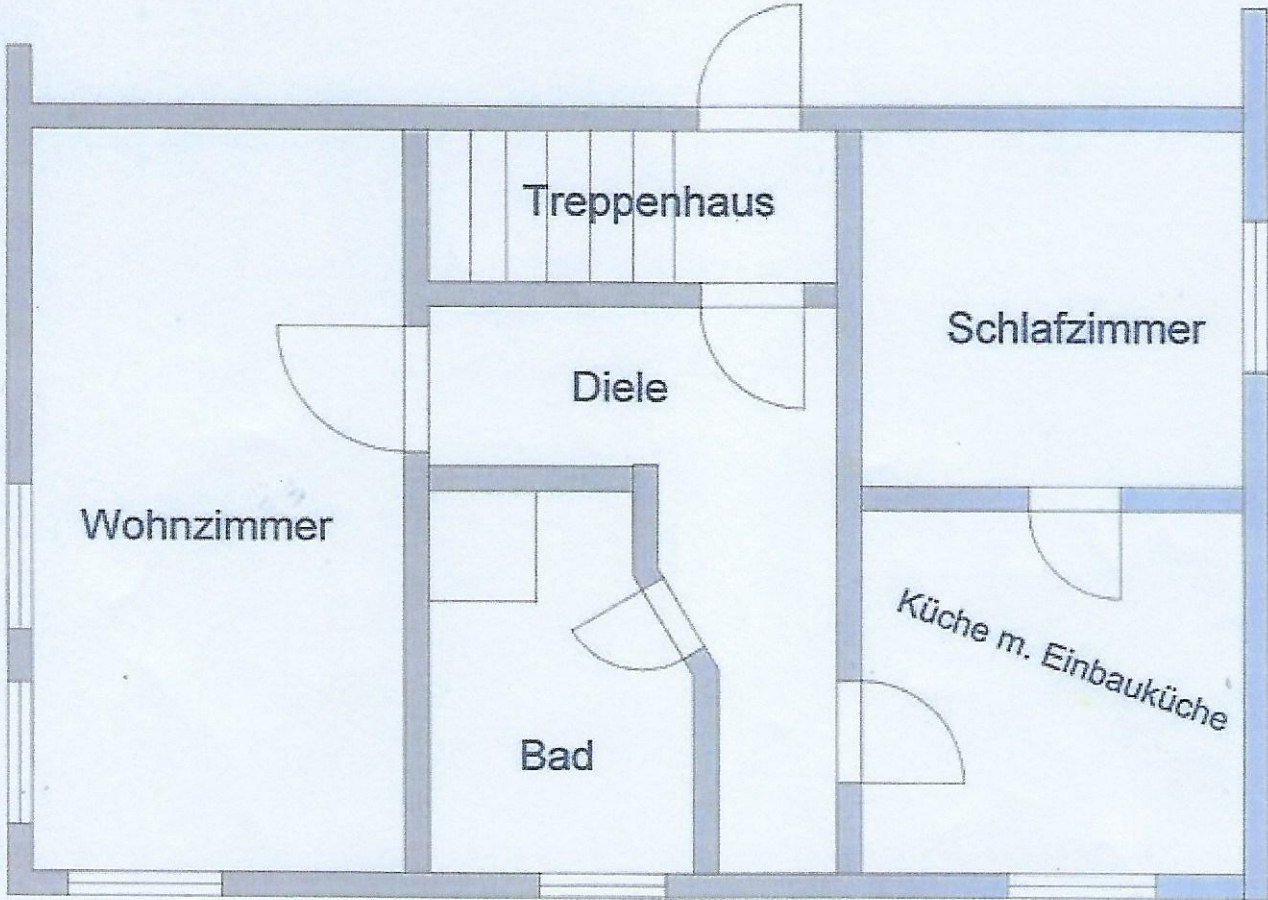 Treppenhaus
Schlafzimmer
Diele
Wohnzimmer
Küche m. Einbauküche
Bad